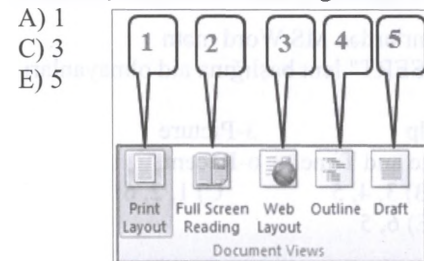 A) 1
C) 3
E) 5
1 2 3 4 5
Print Layout
Full Screen Reading
Web Layout
Outline
Draft
Document Views